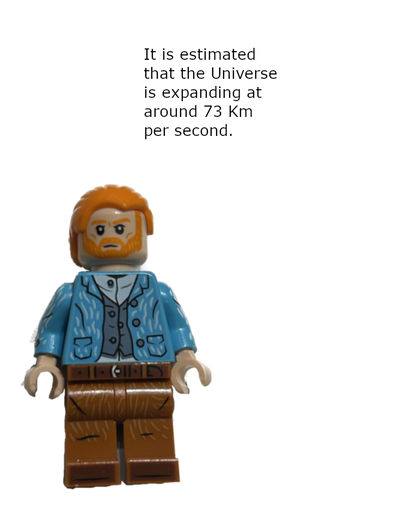 It is estimated
that the Universe
is expanding at
around 73 Km
per second.